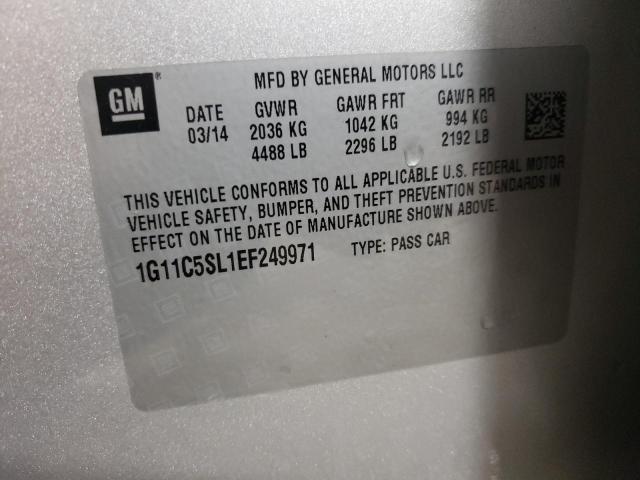 GM
MFD BY GENERAL MOTORS LLC
DATE GVWR GAWR FRT GAWR RR
03/14 2036 KG 1042 KG 994 KG
4488 LB 2296 LB 2192 LB
THIS VEHICLE CONFORMS TO ALL APPLICABLE U.S. FEDERAL MOTOR
VEHICLE SAFETY, BUMPER, AND THEFT PREVENTION STANDARDS IN
EFFECT ON THE DATE OF MANUFACTURE SHOWN ABOVE.
1G11C5SL1EF249971 TYPE: PASS CAR